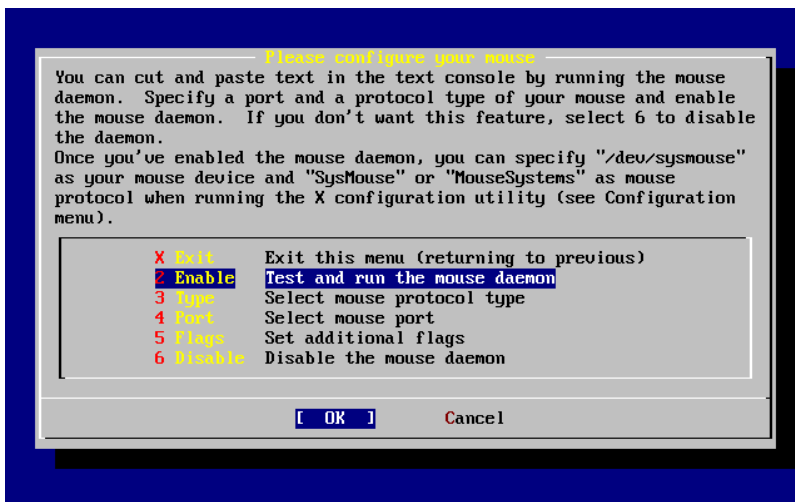 Please configure your mouse
You can cut and paste text in the text console by running the mouse
daemon.  Specify a port and a protocol type of your mouse and enable
the mouse daemon.  If you don't want this feature, select 6 to disable
the daemon.
Once you've enabled the mouse daemon, you can specify "/dev/sysmouse"
as your mouse device and "SysMouse" or "MouseSystems" as mouse
protocol when running the X configuration utility (see Configuration
menu).
X Exit Exit this menu (returning to previous)
2 Enable Test and run the mouse daemon
3 Type Select mouse protocol type
4 Port Select mouse port
5 Flags Set additional flags
6 Disable Disable the mouse daemon
[ OK ] Cancel